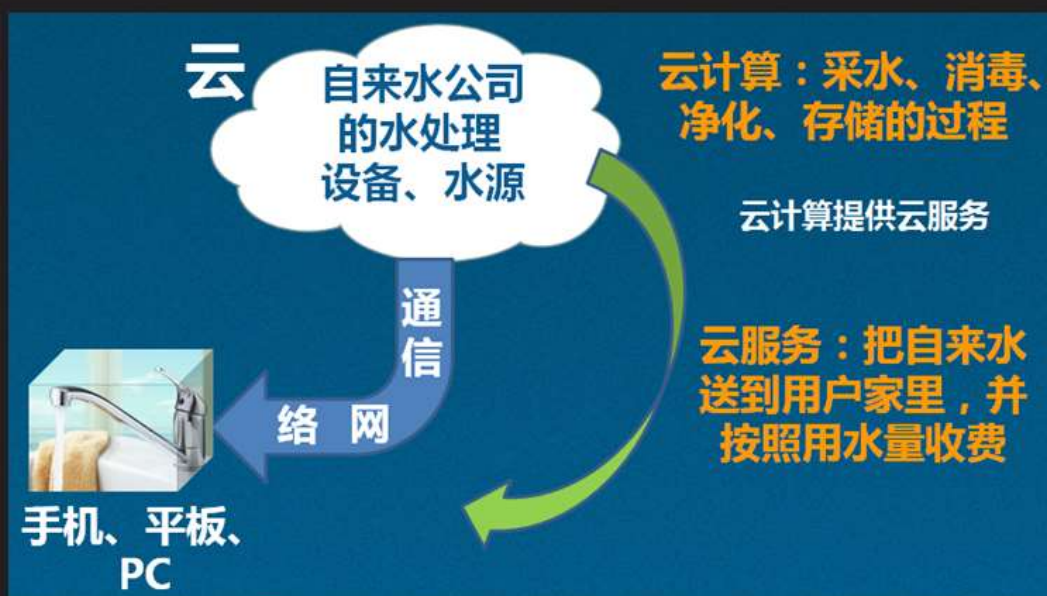 云
自来水公司
的水处理
设备、水源
云计算：采水、消毒、
净化、存储的过程
云计算提供云服务
通
信
络 网
云服务：把自来水
送到用户家里，并
按照用水量收费
手机、平板、
PC